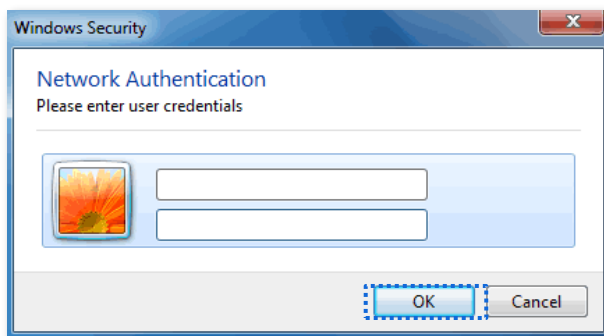 Windows Security
Network Authentication
Please enter user credentials
OK
Cancel